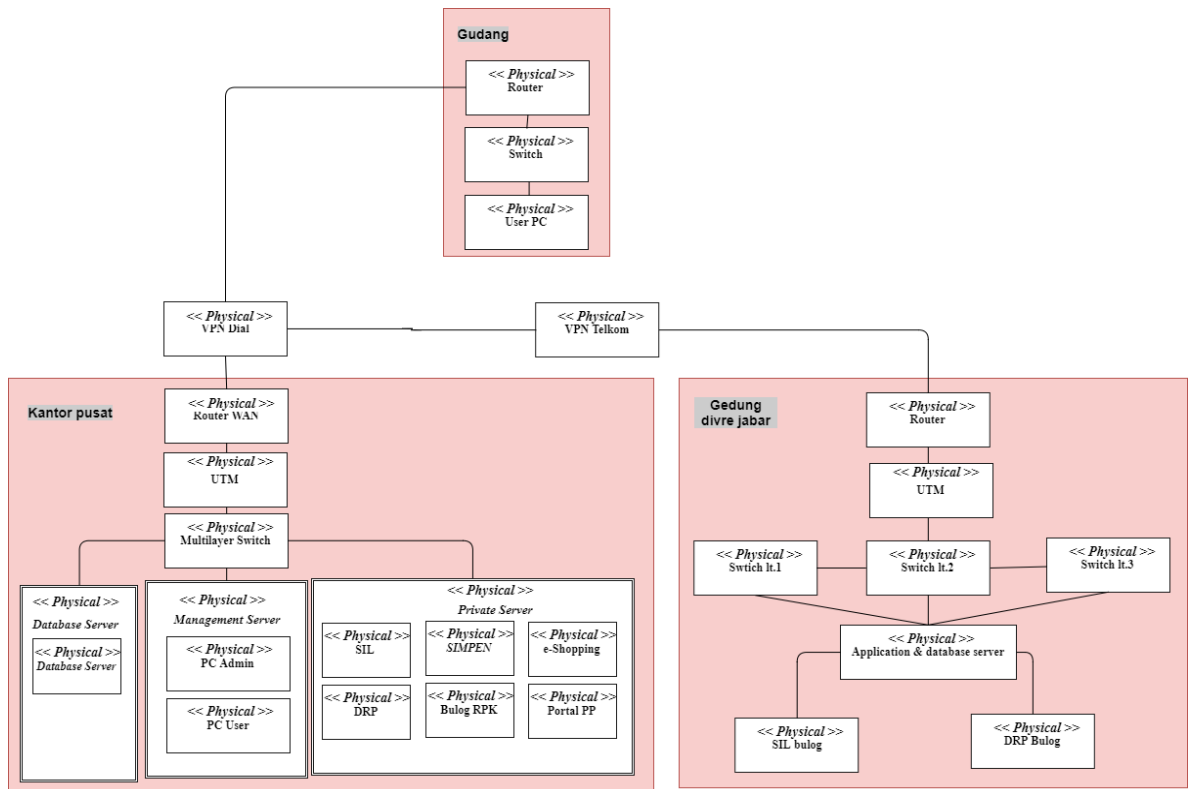 Gudang
<< Physical >>
Router
<< Physical >>
Switch
<< Physical >>
User PC
<< Physical >>
VPN Dial
<< Physical >>
VPN Telkom
Kantor pusat
<< Physical >>
Router WAN
<< Physical >>
UTM
<< Physical >>
Multilayer Switch
<< Physical >>
Database Server
<< Physical >>
Database Server
<< Physical >>
Management Server
<< Physical >>
PC Admin
<< Physical >>
PC User
<< Physical >>
Private Server
<< Physical >>
SIL
<< Physical >>
SIMPEN
<< Physical >>
e-Shopping
<< Physical >>
DRP
<< Physical >>
Bulog RPK
<< Physical >>
Portal PP
Gedung
divre jabar
<< Physical >>
Router
<< Physical >>
UTM
<< Physical >>
Swtich lt.1
<< Physical >>
Switch lt.2
<< Physical >>
Switch lt.3
<< Physical >>
Application & database server
<< Physical >>
SIL bulog
<< Physical >>
DRP Bulog